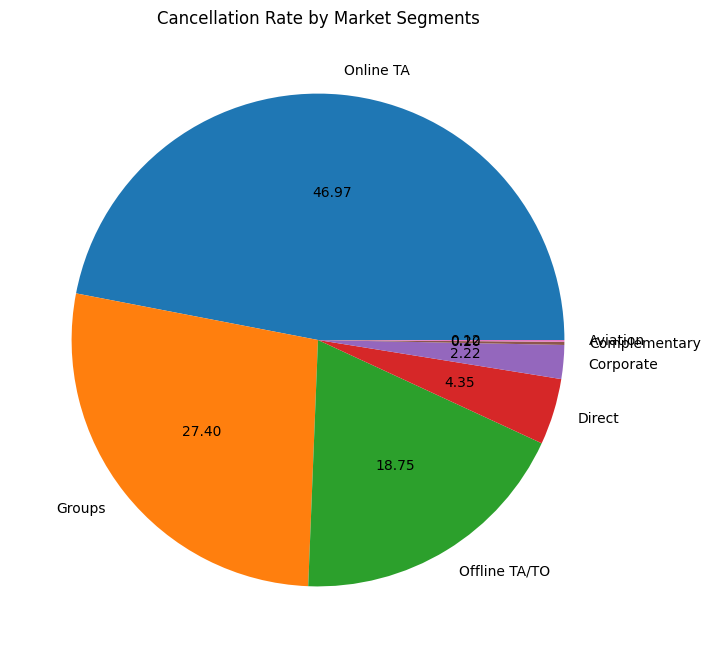 Cancellation Rate by Market Segments
Online TA
46.97
Aviation
Complementary
2.22
Corporate
4.35
Direct
27.40
18.75
Groups
Offline TA/TO